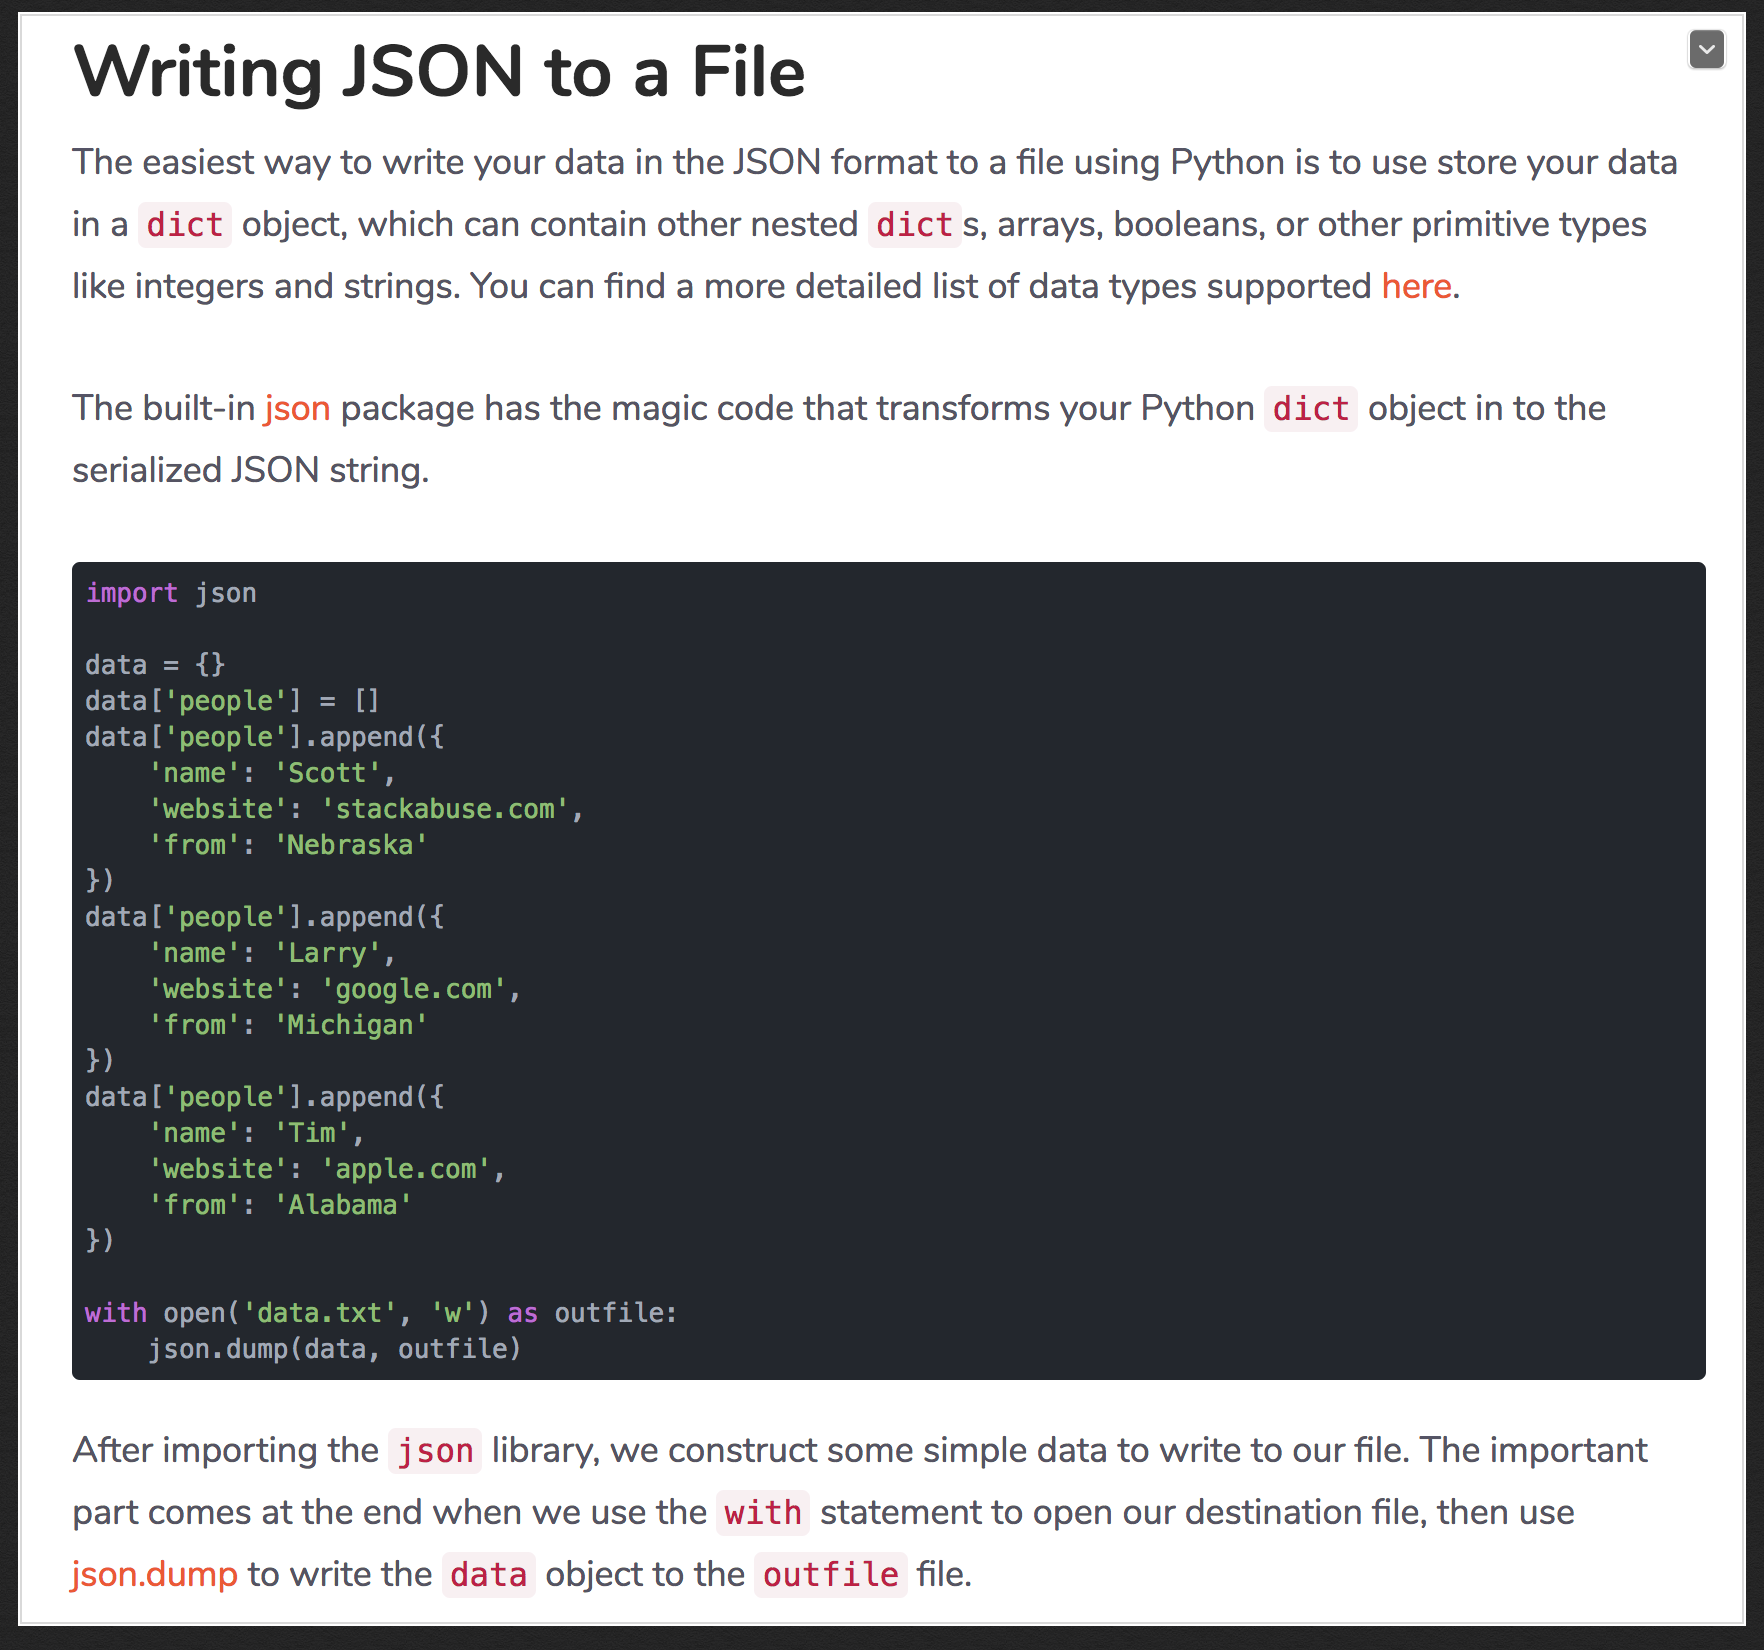 Writing JSON to a File
The easiest way to write your data in the JSON format to a file using Python is to use store your data
in a dict object, which can contain other nested dicts, arrays, booleans, or other primitive types
like integers and strings. You can find a more detailed list of data types supported here.
The built-in json package has the magic code that transforms your Python dict object in to the
serialized JSON string.
import json
data = {}
data['people'] = []
data['people'].append({
    'name': 'Scott',
    'website': 'stackabuse.com',
    'from': 'Nebraska'
})
data['people'].append({
    'name': 'Larry',
    'website': 'google.com',
    'from': 'Michigan'
})
data['people'].append({
    'name': 'Tim',
    'website': 'apple.com',
    'from': 'Alabama'
})
with open('data.txt', 'w') as outfile:
    json.dump(data, outfile)
After importing the json library, we construct some simple data to write to our file. The important
part comes at the end when we use the with statement to open our destination file, then use
json.dump to write the data object to the outfile file.